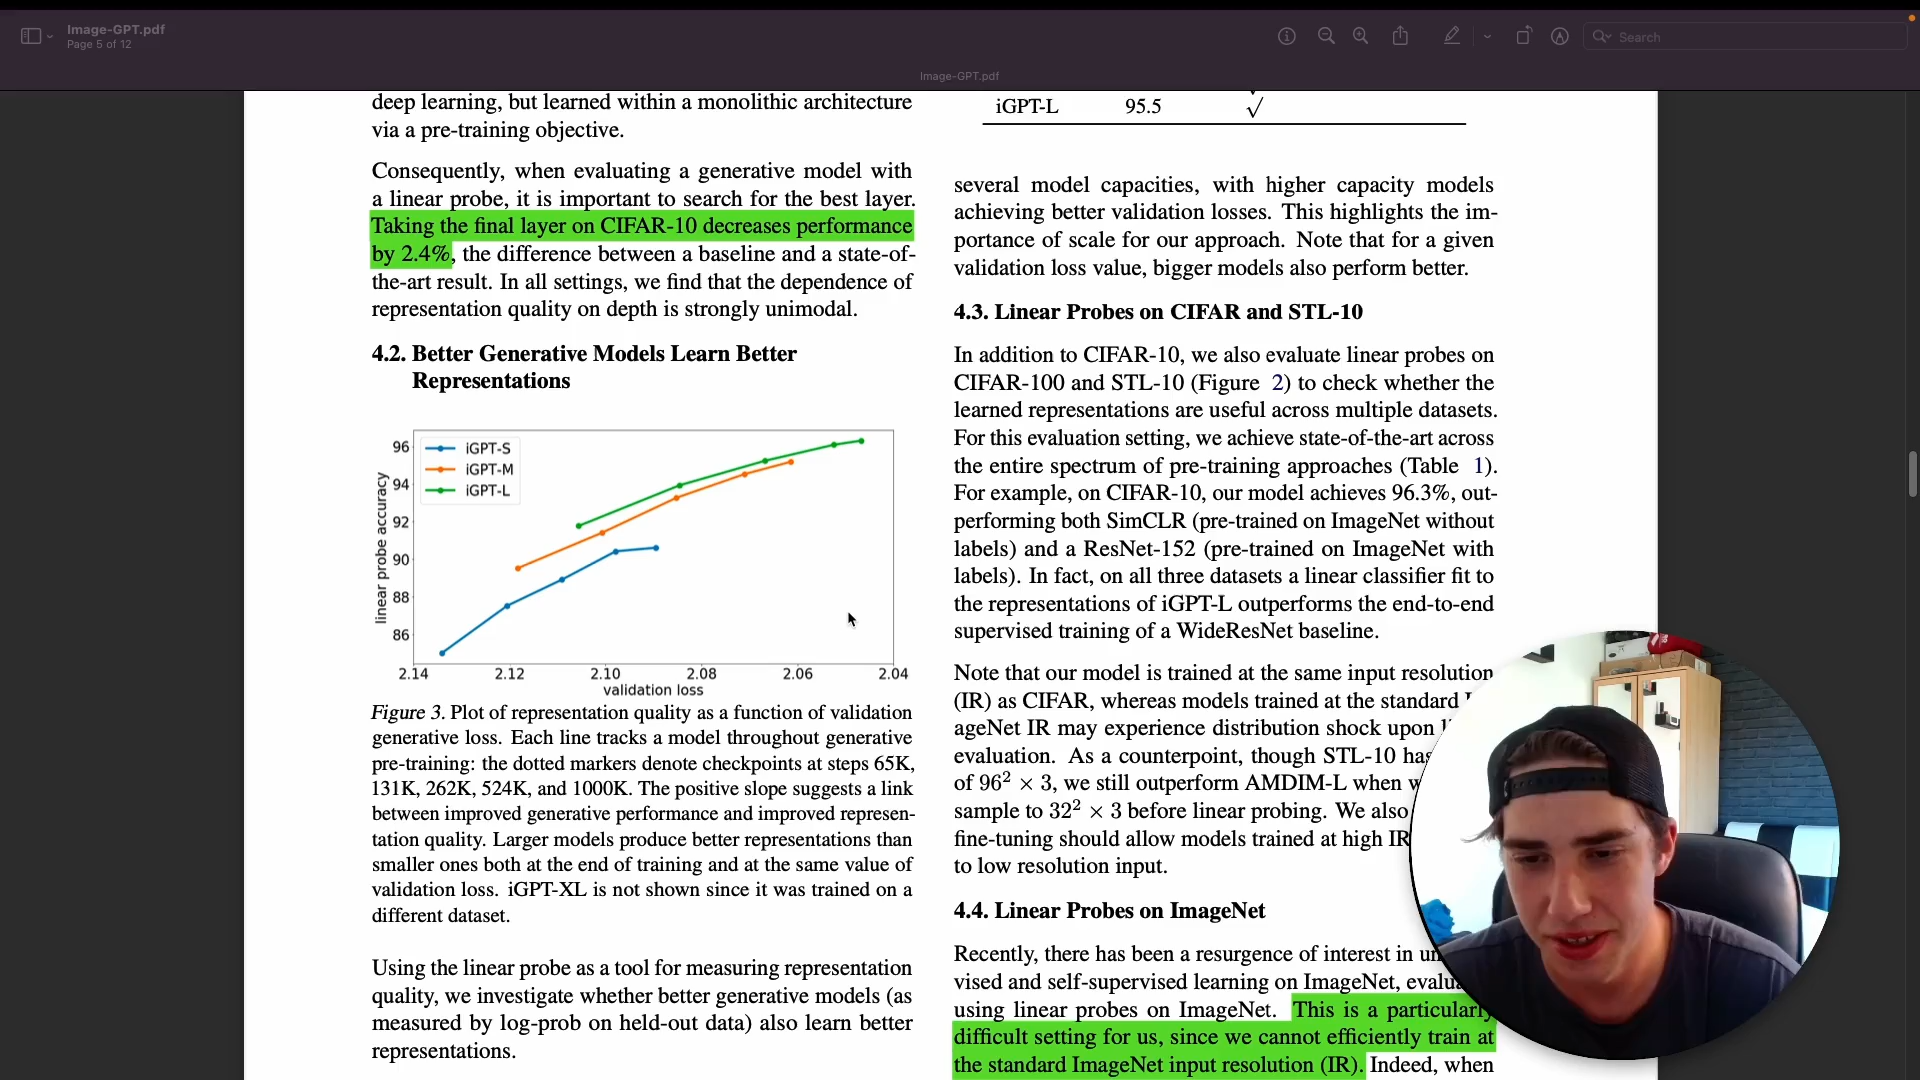 Image-GPT.pdf
Page 5 of 12
Search
Image-GPT.pdf
deep learning, but learned within a monolithic architecture
via a pre-training objective.
Consequently, when evaluating a generative model with
a linear probe, it is important to search for the best layer.
Taking the final layer on CIFAR-10 decreases performance
by 2.4%, the difference between a baseline and a state-of-
the-art result. In all settings, we find that the dependence of
representation quality on depth is strongly unimodal.
4.2. Better Generative Models Learn Better
Representations
96
94
92
90
88
86
linear probe accuracy
iGPT-S
iGPT-M
iGPT-L
2.14 2.12 2.10 2.08 2.06 2.04
validation loss
Figure 3. Plot of representation quality as a function of validation
generative loss. Each line tracks a model throughout generative
pre-training: the dotted markers denote checkpoints at steps 65K,
131K, 262K, 524K, and 1000K. The positive slope suggests a link
between improved generative performance and improved represen-
tation quality. Larger models produce better representations than
smaller ones both at the end of training and at the same value of
validation loss. iGPT-XL is not shown since it was trained on a
different dataset.
Using the linear probe as a tool for measuring representation
quality, we investigate whether better generative models (as
measured by log-prob on held-out data) also learn better
representations.
iGPT-L 95.5 √
several model capacities, with higher capacity models
achieving better validation losses. This highlights the im-
portance of scale for our approach. Note that for a given
validation loss value, bigger models also perform better.
4.3. Linear Probes on CIFAR and STL-10
In addition to CIFAR-10, we also evaluate linear probes on
CIFAR-100 and STL-10 (Figure 2) to check whether the
learned representations are useful across multiple datasets.
For this evaluation setting, we achieve state-of-the-art across
the entire spectrum of pre-training approaches (Table 1).
For example, on CIFAR-10, our model achieves 96.3%, out-
performing both SimCLR (pre-trained on ImageNet without
labels) and a ResNet-152 (pre-trained on ImageNet with
labels). In fact, on all three datasets a linear classifier fit to
the representations of iGPT-L outperforms the end-to-end
supervised training of a WideResNet baseline.
Note that our model is trained at the same input resolution
(IR) as CIFAR, whereas models trained at the standard
ageNet IR may experience distribution shock upon
evaluation. As a counterpoint, though STL-10 has
of 96² × 3, we still outperform AMDIM-L when
sample to 32² × 3 before linear probing. We also
fine-tuning should allow models trained at high IR
to low resolution input.
4.4. Linear Probes on ImageNet
Recently, there has been a resurgence of interest in
vised and self-supervised learning on ImageNet,
using linear probes on ImageNet. This is a particularly
difficult setting for us, since we cannot efficiently train at
the standard ImageNet input resolution (IR). Indeed, when